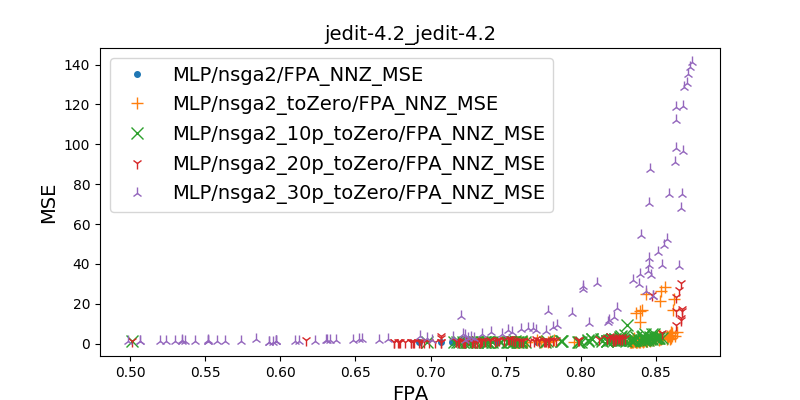 jedit-4.2_jedit-4.2
MLP/nsga2/FPA_NNZ_MSE
MLP/nsga2_toZero/FPA_NNZ_MSE
MLP/nsga2_10p_toZero/FPA_NNZ_MSE
MLP/nsga2_20p_toZero/FPA_NNZ_MSE
MLP/nsga2_30p_toZero/FPA_NNZ_MSE
MSE
140
120
100
80
60
40
20
0
0.50 0.55 0.60 0.65 0.70 0.75 0.80 0.85
FPA